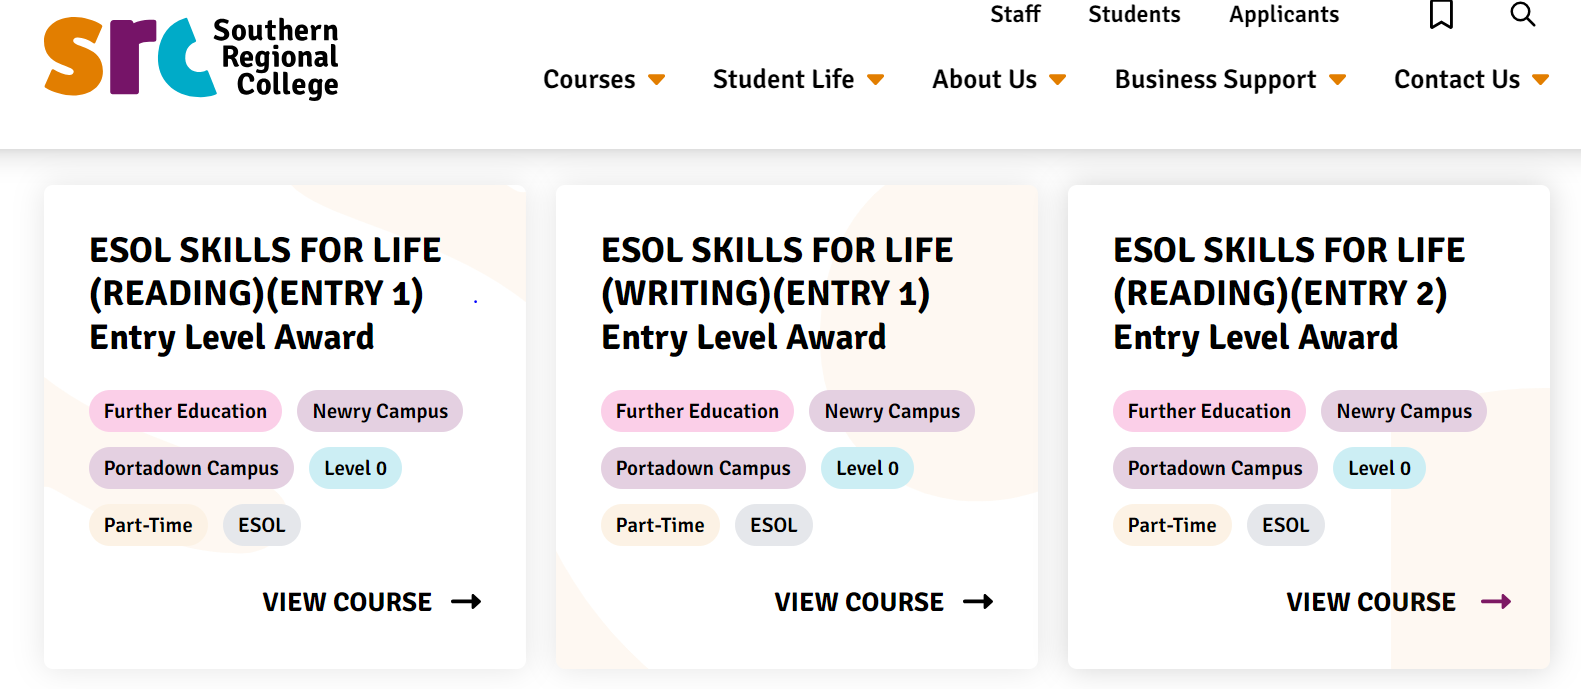 src
Southern
Regional
College
Staff Students Applicants
Courses Student Life About Us Business Support Contact Us
ESOL SKILLS FOR LIFE
(READING)(ENTRY 1)
Entry Level Award
Further Education Newry Campus
Portadown Campus Level 0
Part-Time ESOL
VIEW COURSE
ESOL SKILLS FOR LIFE
(WRITING)(ENTRY 1)
Entry Level Award
Further Education Newry Campus
Portadown Campus Level 0
Part-Time ESOL
VIEW COURSE
ESOL SKILLS FOR LIFE
(READING)(ENTRY 2)
Entry Level Award
Further Education Newry Campus
Portadown Campus Level 0
Part-Time ESOL
VIEW COURSE